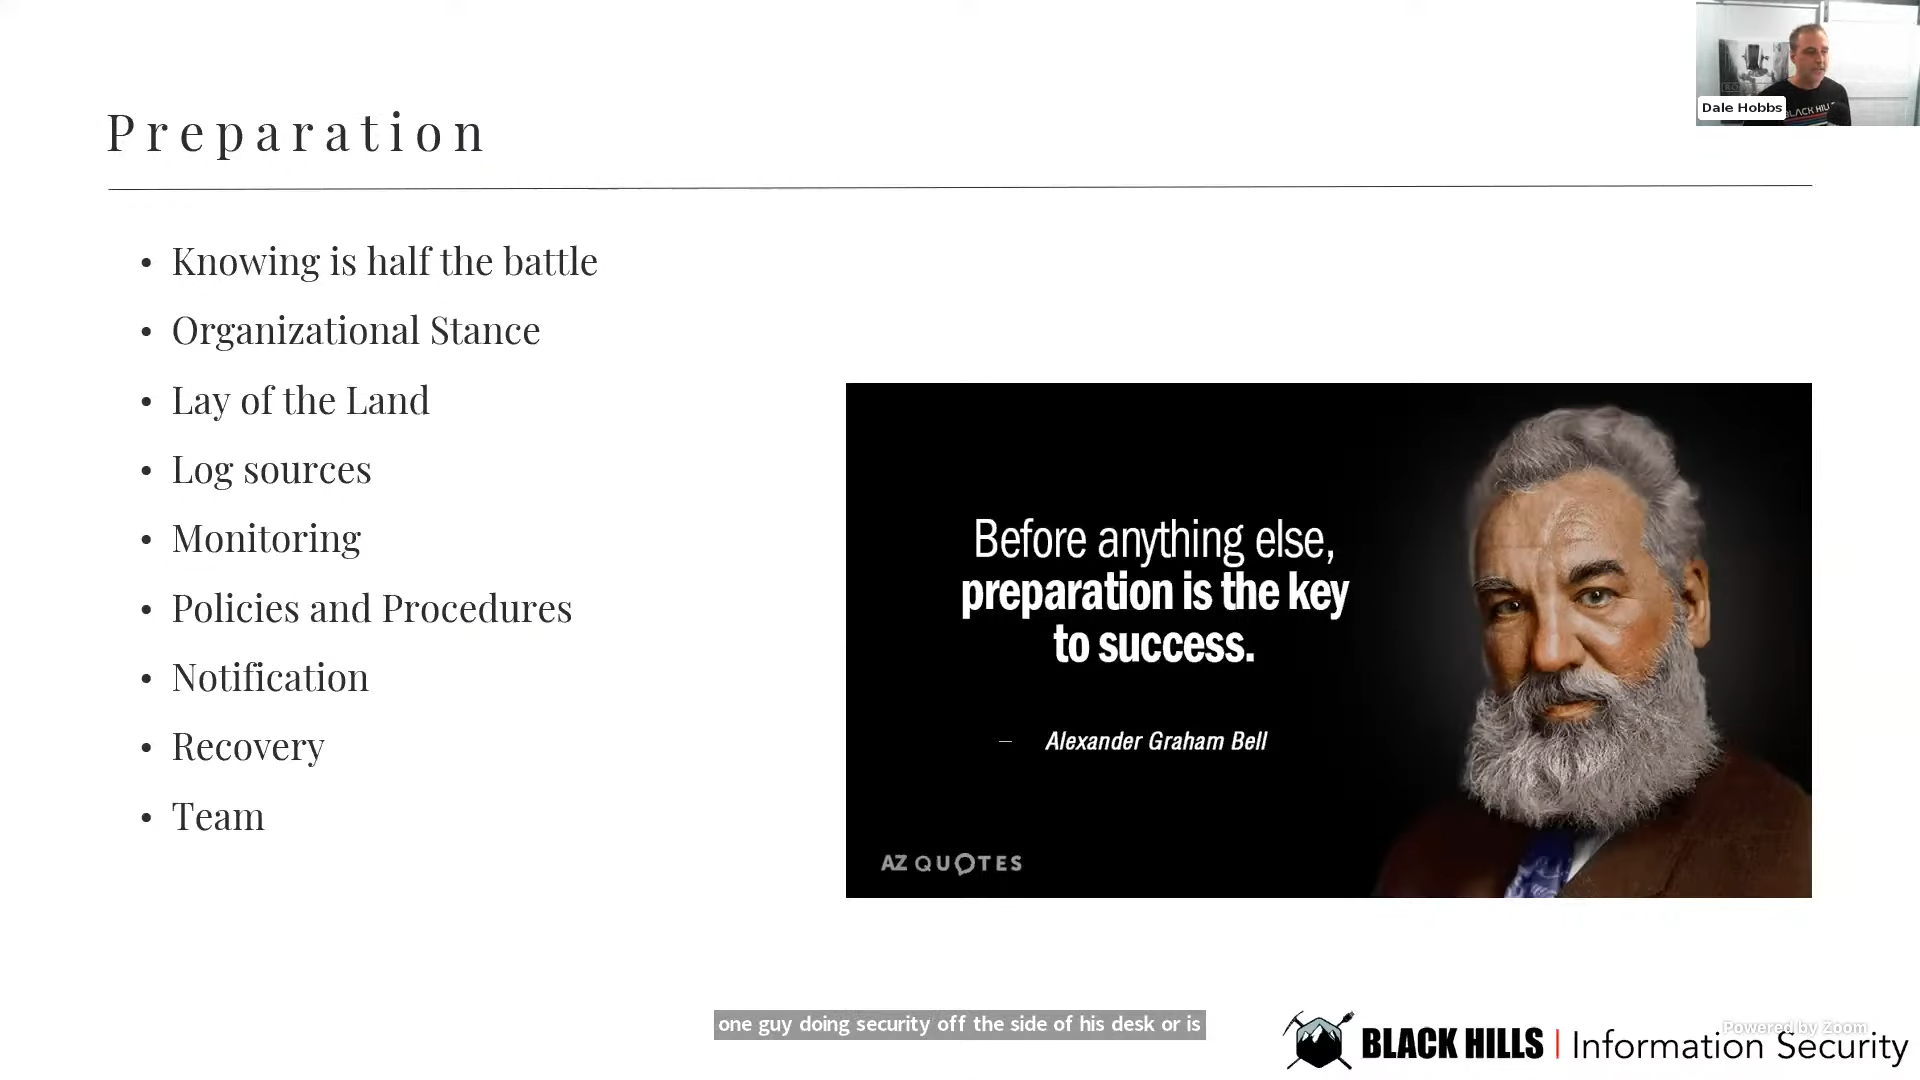 Dale Hobbs
BLACK HILL
Preparation
• Knowing is half the battle
• Organizational Stance
• Lay of the Land
• Log sources
• Monitoring
• Policies and Procedures
• Notification
• Recovery
• Team
Before anything else,
preparation is the key
to success.
– Alexander Graham Bell
AZ QUOTES
one guy doing security off the side of his desk or is
Powered by Zoom
BLACK HILLS | Information Security